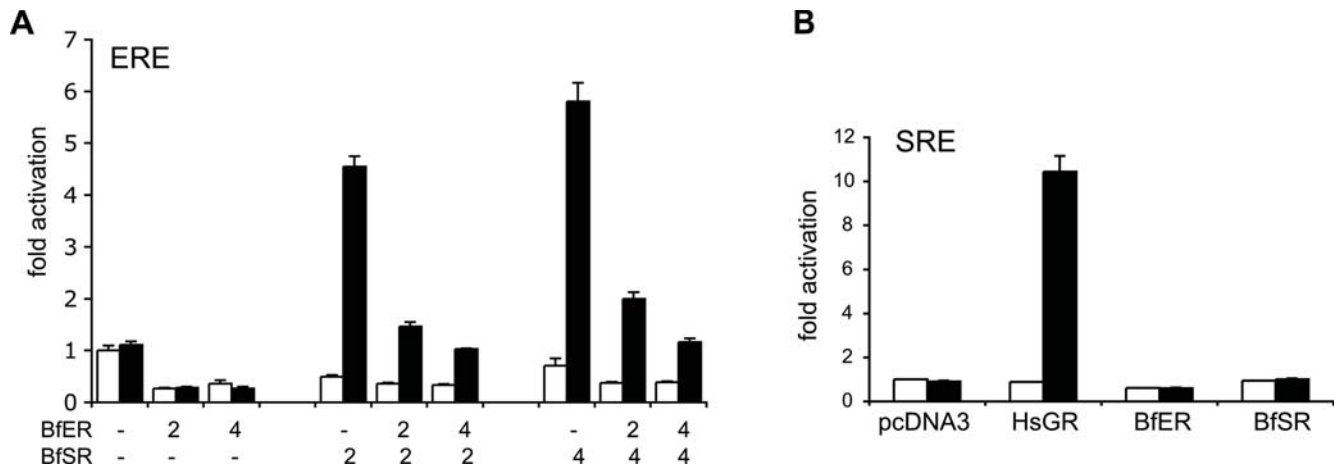 A
ERE
fold activation
7
6
5
4
3
2
1
0
BfER - 2 4 - 2 4 - 2 4
BfSR - - - 2 2 2 4 4 4
B
SRE
fold activation
12
10
8
6
4
2
0
pcDNA3 HsGR BfER BfSR